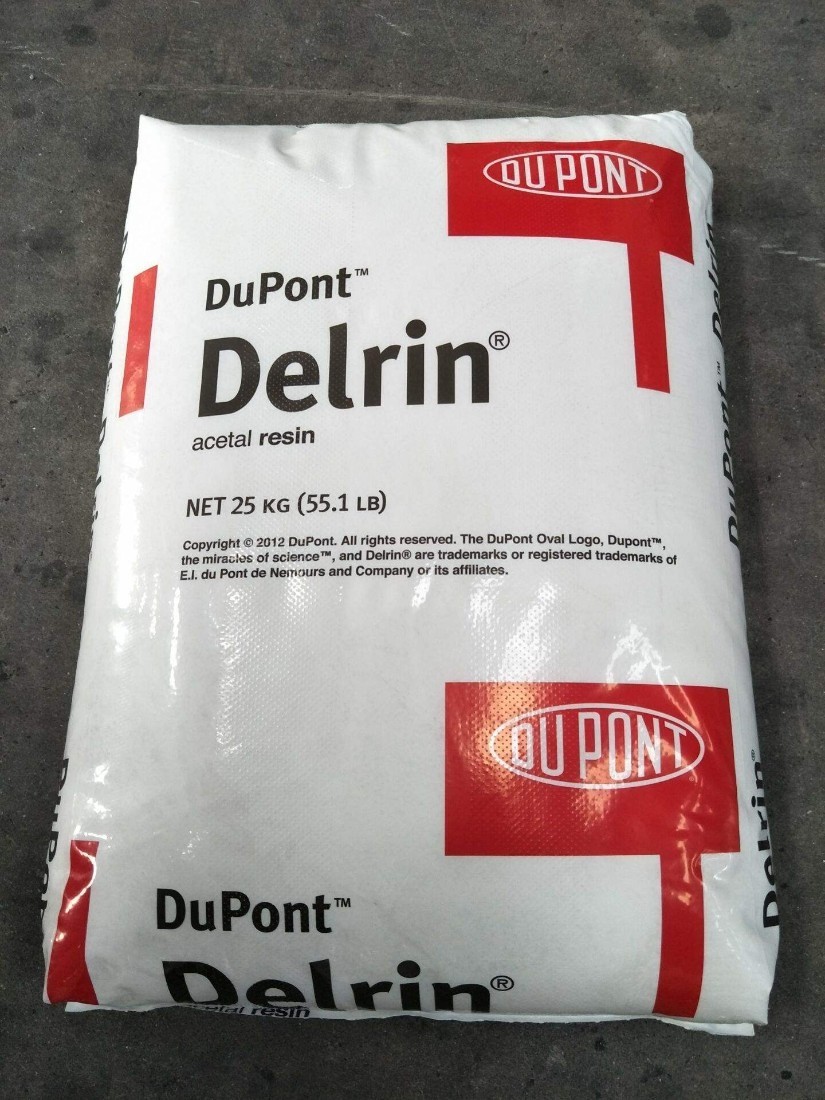 DU PONT
DuPont™
Delrin®
acetal resin
NET 25 KG (55.1 LB)
Copyright © 2012 DuPont. All rights reserved. The DuPont Oval Logo, Dupont™,
the miracles of science™, and Delrin® are trademarks or registered trademarks of
E.I. du Pont de Nemours and Company or its affiliates.
DU PONT
DuPont™
Delrin®
acetal resin
DuPont™ Delrin
Delrin®